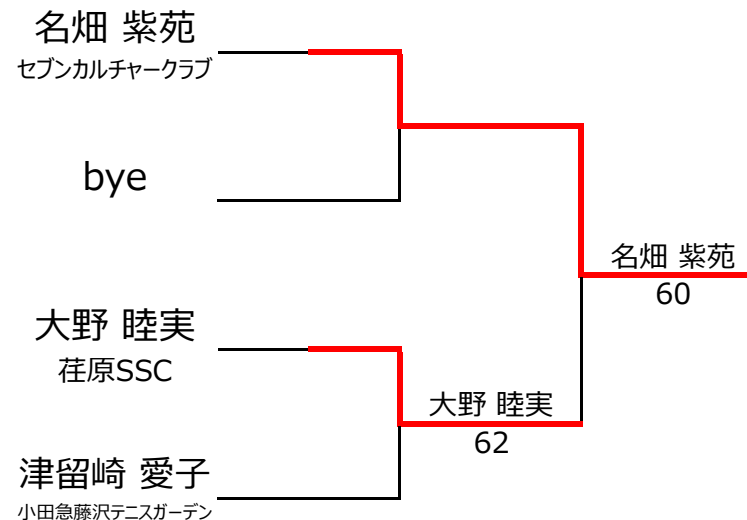 名畑 紫苑
セブンカルチャークラブ
bye
名畑 紫苑
60
大野 睦実
荏原SSC
大野 睦実
62
津留崎 愛子
小田急藤沢テニスガーデン